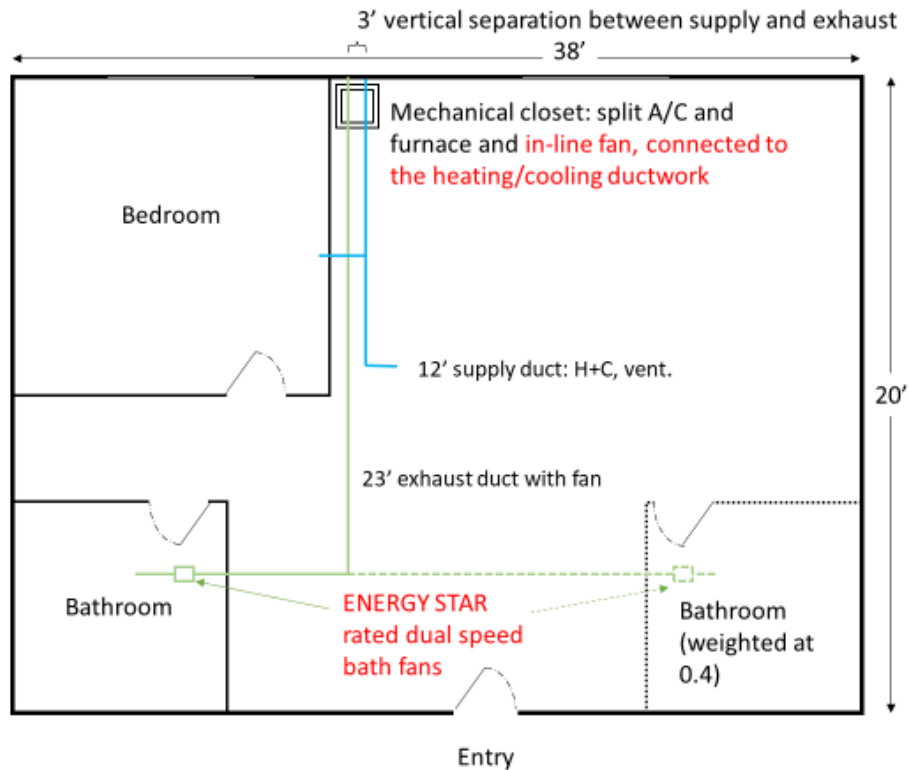 3’ vertical separation between supply and exhaust
38’
Mechanical closet: split A/C and
furnace and in-line fan, connected to
the heating/cooling ductwork
Bedroom
12’ supply duct: H+C, vent.
20’
23’ exhaust duct with fan
Bathroom
ENERGY STAR
rated dual speed
bath fans
Bathroom
(weighted at
0.4)
Entry